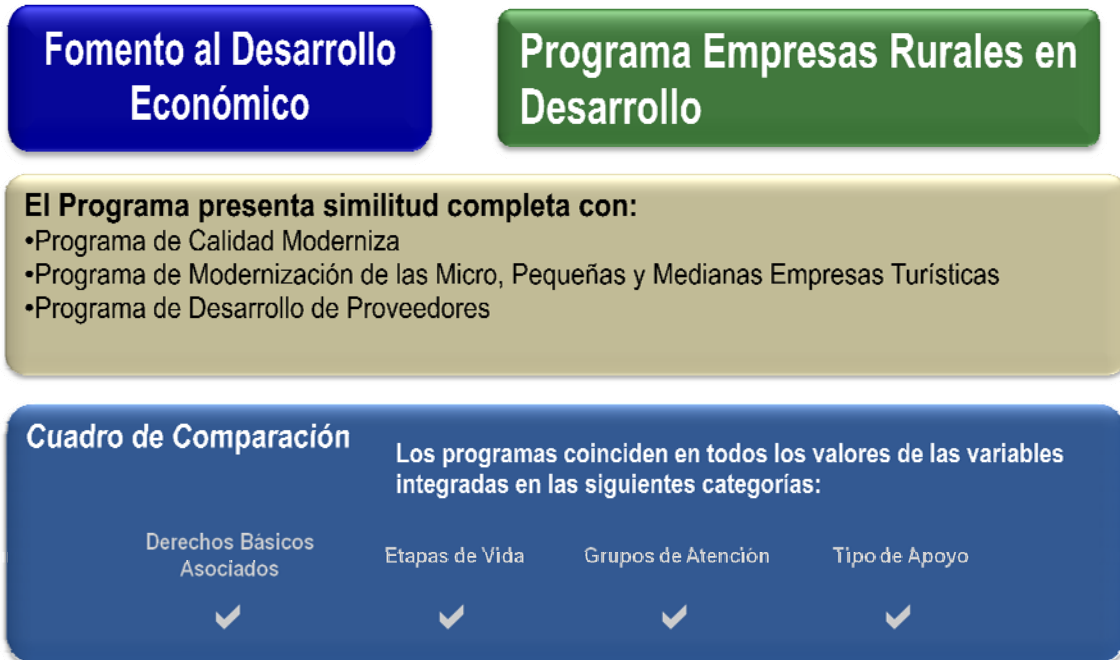 Fomento al Desarrollo
Económico
Programa Empresas Rurales en
Desarrollo
El Programa presenta similitud completa con:
•Programa de Calidad Moderniza
•Programa de Modernización de las Micro, Pequeñas y Medianas Empresas Turísticas
•Programa de Desarrollo de Proveedores
Cuadro de Comparación
Los programas coinciden en todos los valores de las variables
integradas en las siguientes categorías:
Derechos Básicos
Asociados
Etapas de Vida
Grupos de Atención
Tipo de Apoyo